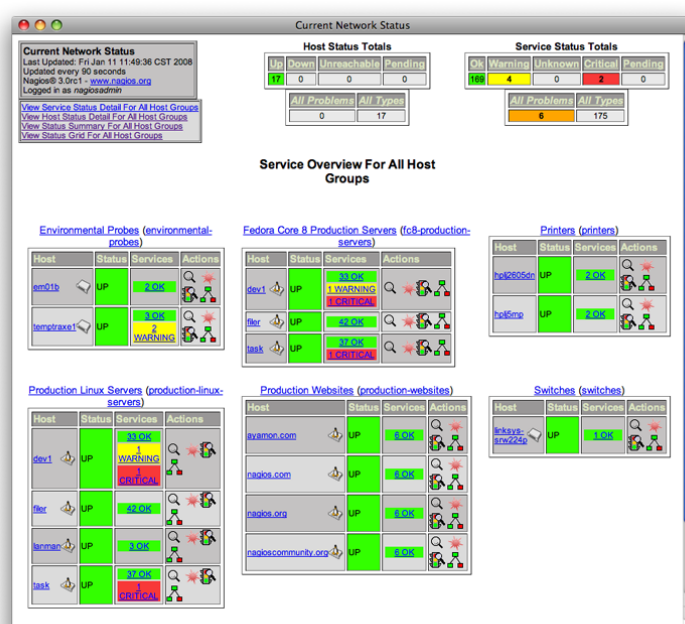 Current Network Status
Current Network Status
Last Updated: Fri Jan 11 11:49:36 CST 2008
Updated every 90 seconds
Nagios® 3.0rc1 - www.nagios.org
Logged in as nagiosadmin
View Service Status Detail For All Host Groups
View Host Status Detail For All Host Groups
View Status Summary For All Host Groups
View Status Grid For All Host Groups
Host Status Totals
Up Down Unreachable Pending
17 0 0 0
All Problems All Types
0 17
Service Status Totals
Ok Warning Unknown Critical Pending
169 4 0 2 0
All Problems All Types
6 175
Service Overview For All Host
Groups
Environmental Probes (environmental-
probes)
Host Status Services Actions
em01b UP 2 OK
temptraxe1 UP 3 OK
2
WARNING
Fedora Core 8 Production Servers (fc8-production-
servers)
Host Status Services Actions
dev1 UP 33 OK
1 WARNING
1 CRITICAL
filer UP 42 OK
task UP 37 OK
1 CRITICAL
Printers (printers)
Host Status Services Actions
hplj2605dn UP 2 OK
hplj5mp UP 2 OK
Production Linux Servers (production-linux-
servers)
Host Status Services Actions
dev1 UP 33 OK
1
WARNING
1
CRITICAL
filer UP 42 OK
lanman UP 3 OK
task UP 37 OK
1
CRITICAL
Production Websites (production-websites)
Host Status Services Actions
ayamon.com UP 6 OK
nagios.com UP 6 OK
nagios.org UP 6 OK
nagioscommunity.org UP 6 OK
Switches (switches)
Host Status Services Actions
linksys-
srw224p UP 1 OK